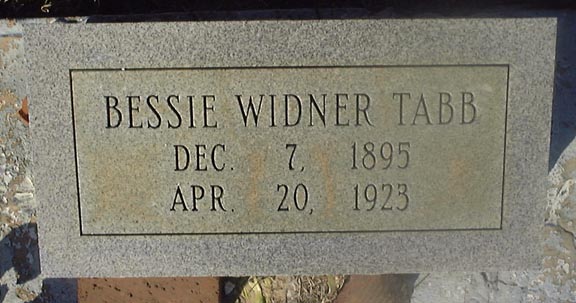 BESSIE WIDNER TABB
DEC. 7, 1895
APR. 20, 1923